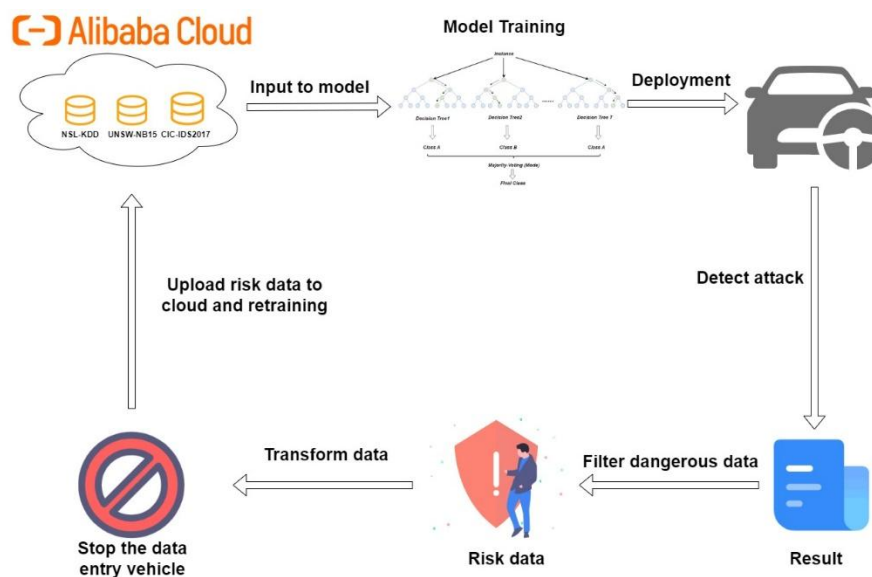 Alibaba Cloud
Model Training
Input to model
Deployment
NSL-KDD UNSW-NB15 CIC-IDS2017
Instance
Decision Tree1 Decision Tree2 Decision Tree T
Class A Class B Class A
Majority-Voting (Mode)
Final Class
Upload risk data to
cloud and retraining
Detect attack
Transform data
Filter dangerous data
Stop the data
entry vehicle
Risk data
Result